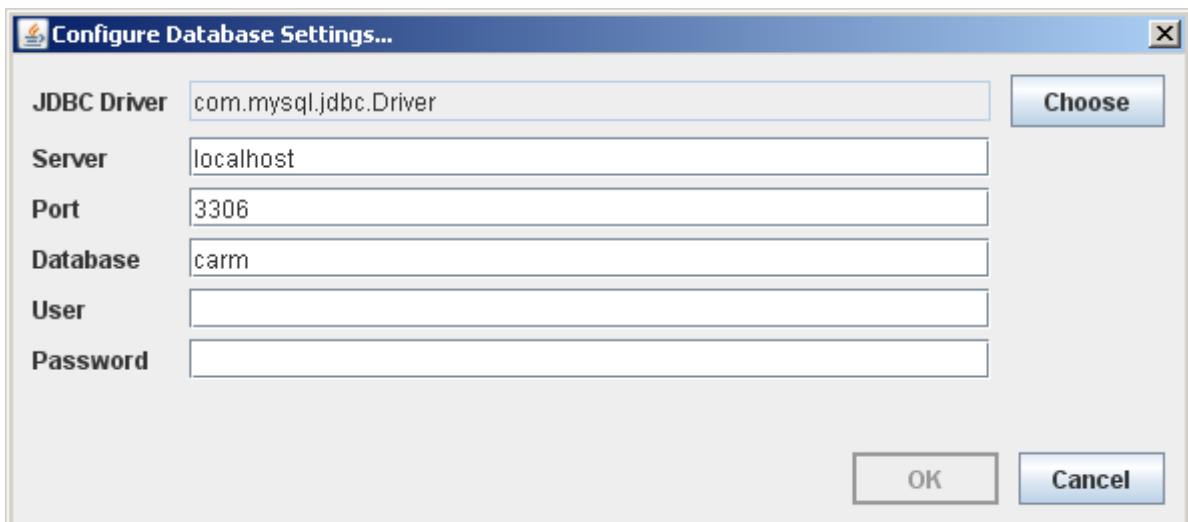 Configure Database Settings...
JDBC Driver com.mysql.jdbc.Driver Choose
Server localhost
Port 3306
Database carm
User
Password
OK Cancel